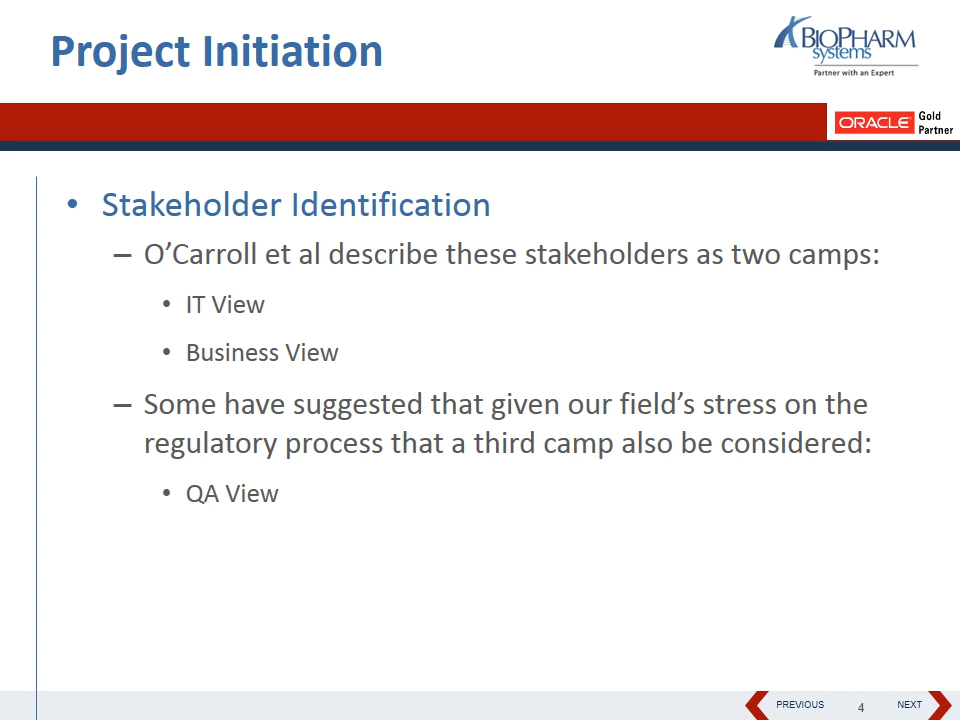 Project Initiation
BIOPHARM
systems
Partner with an Expert
ORACLE
Gold
Partner
• Stakeholder Identification
– O’Carroll et al describe these stakeholders as two camps:
• IT View
• Business View
– Some have suggested that given our field’s stress on the
regulatory process that a third camp also be considered:
• QA View
PREVIOUS
4
NEXT